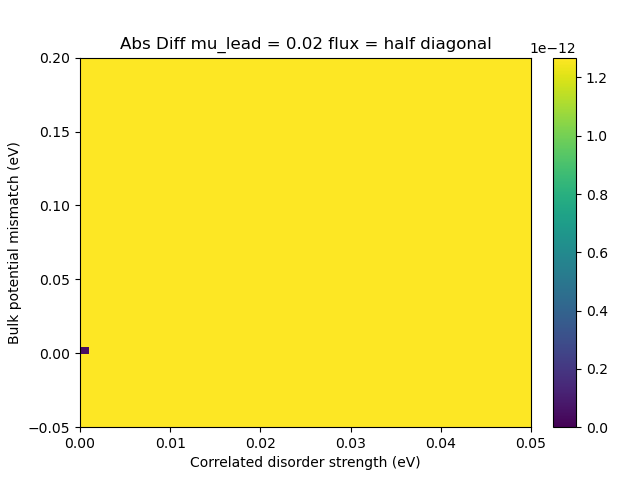 Abs Diff mu_lead = 0.02 flux = half diagonal
1e−12
Bulk potential mismatch (eV)
0.20
0.15
0.10
0.05
0.00
−0.05
0.00 0.01 0.02 0.03 0.04 0.05
Correlated disorder strength (eV)
1.2
1.0
0.8
0.6
0.4
0.2
0.0